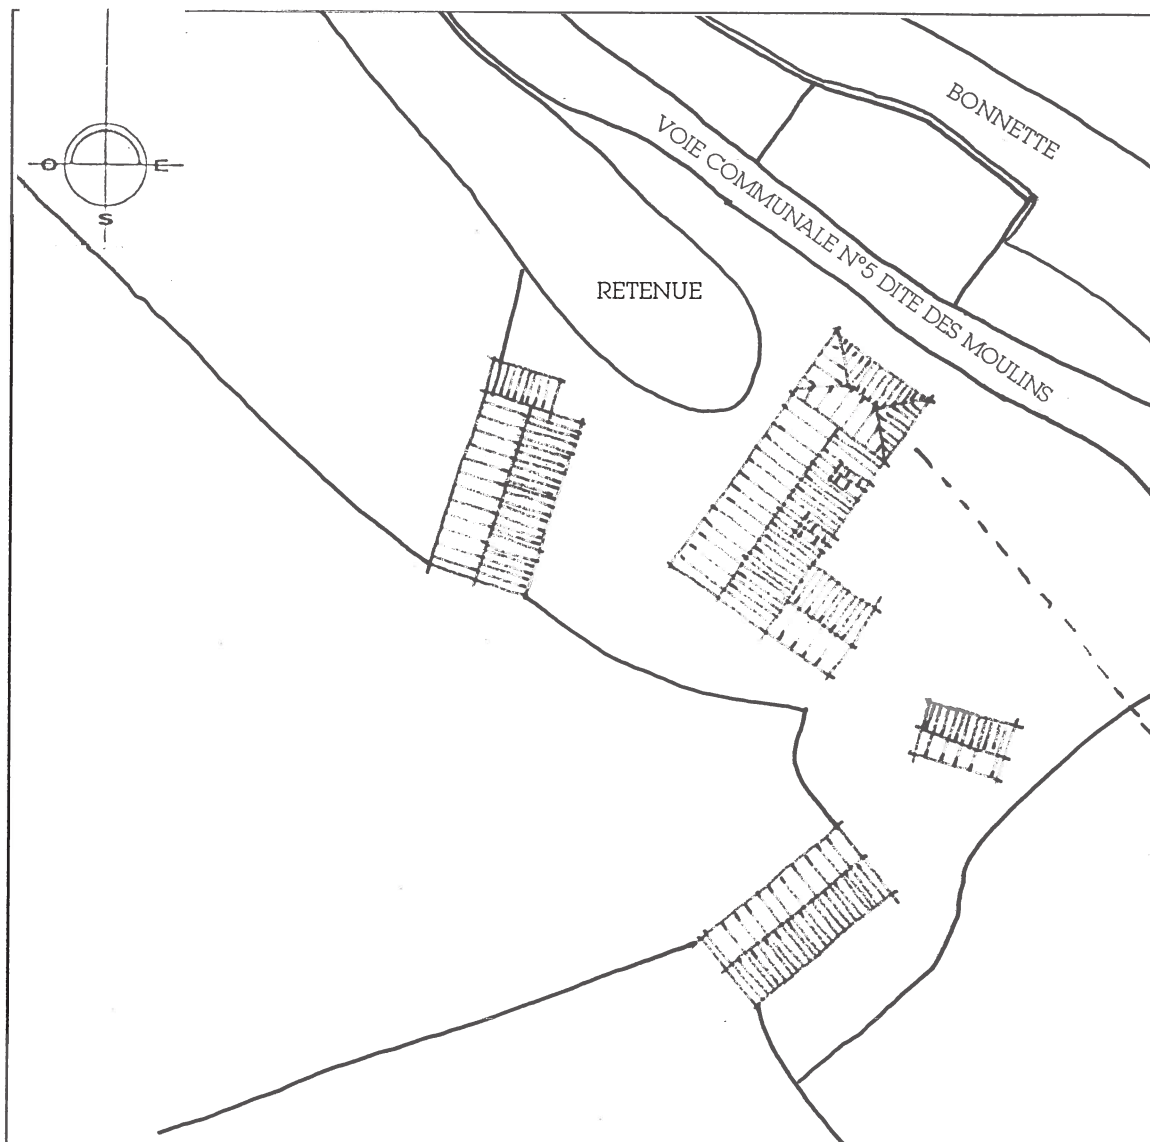 BONNETTE
VOIE COMMUNALE N°5 DITE DES MOULINS
O E
S
RETENUE